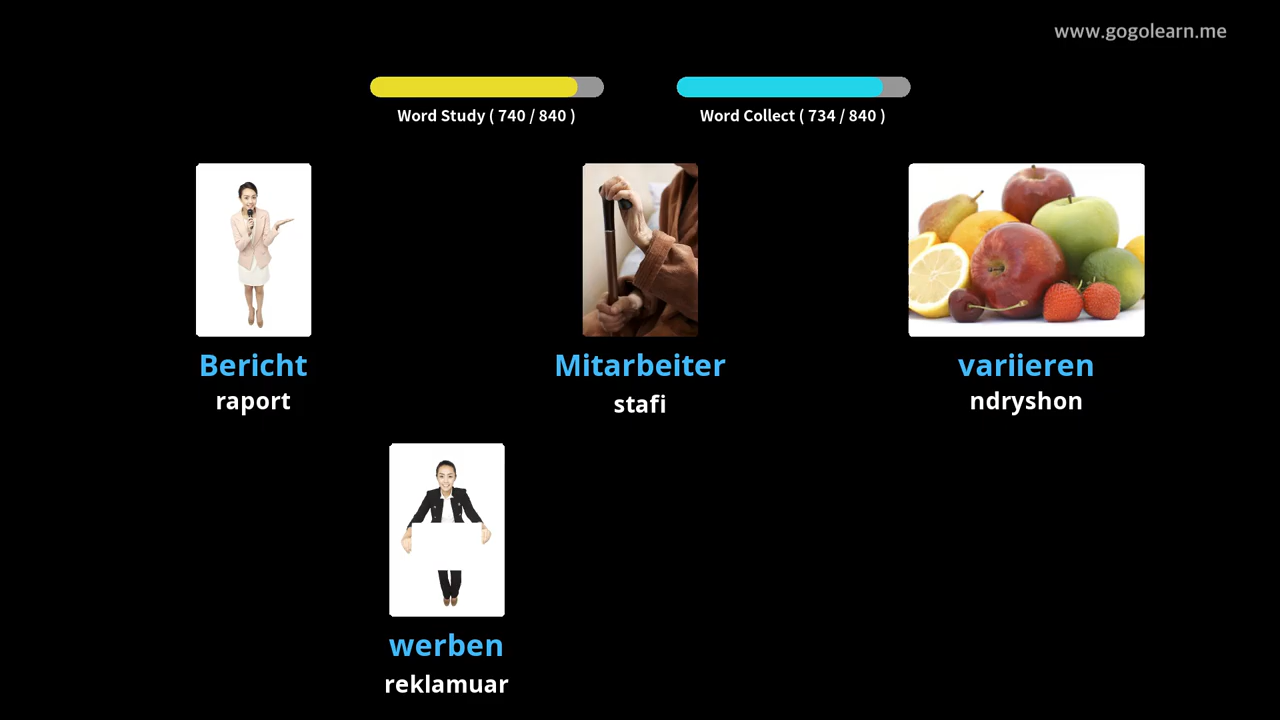 www.gogolearn.me
Word Study ( 740 / 840 )
Word Collect ( 734 / 840 )
Bericht
raport
Mitarbeiter
stafi
variieren
ndryshon
werben
reklamuar